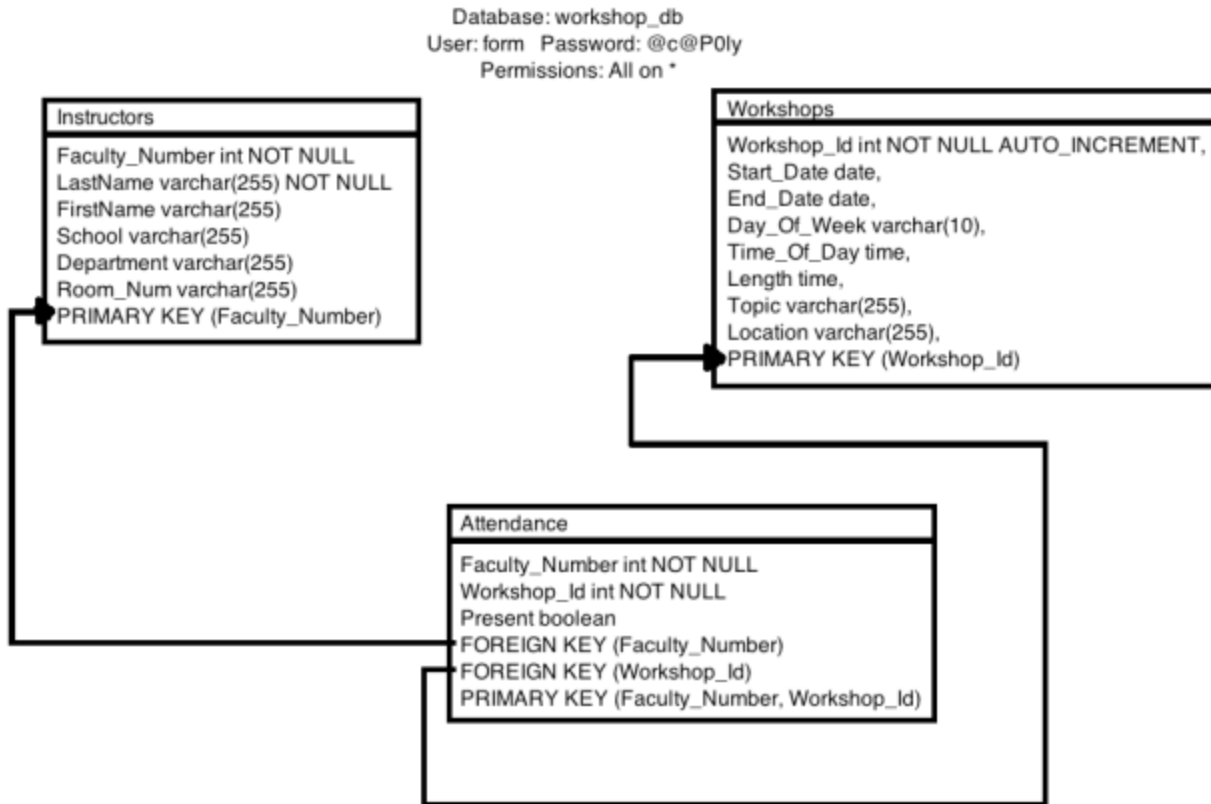 Database: workshop_db
User: form Password: @c@P0ly
Permissions: All on *
Instructors
Faculty_Number int NOT NULL
LastName varchar(255) NOT NULL
FirstName varchar(255)
School varchar(255)
Department varchar(255)
Room_Num varchar(255)
PRIMARY KEY (Faculty_Number)
Workshops
Workshop_Id int NOT NULL AUTO_INCREMENT,
Start_Date date,
End_Date date,
Day_Of_Week varchar(10),
Time_Of_Day time,
Length time,
Topic varchar(255),
Location varchar(255),
PRIMARY KEY (Workshop_Id)
Attendance
Faculty_Number int NOT NULL
Workshop_Id int NOT NULL
Present boolean
FOREIGN KEY (Faculty_Number)
FOREIGN KEY (Workshop_Id)
PRIMARY KEY (Faculty_Number, Workshop_Id)